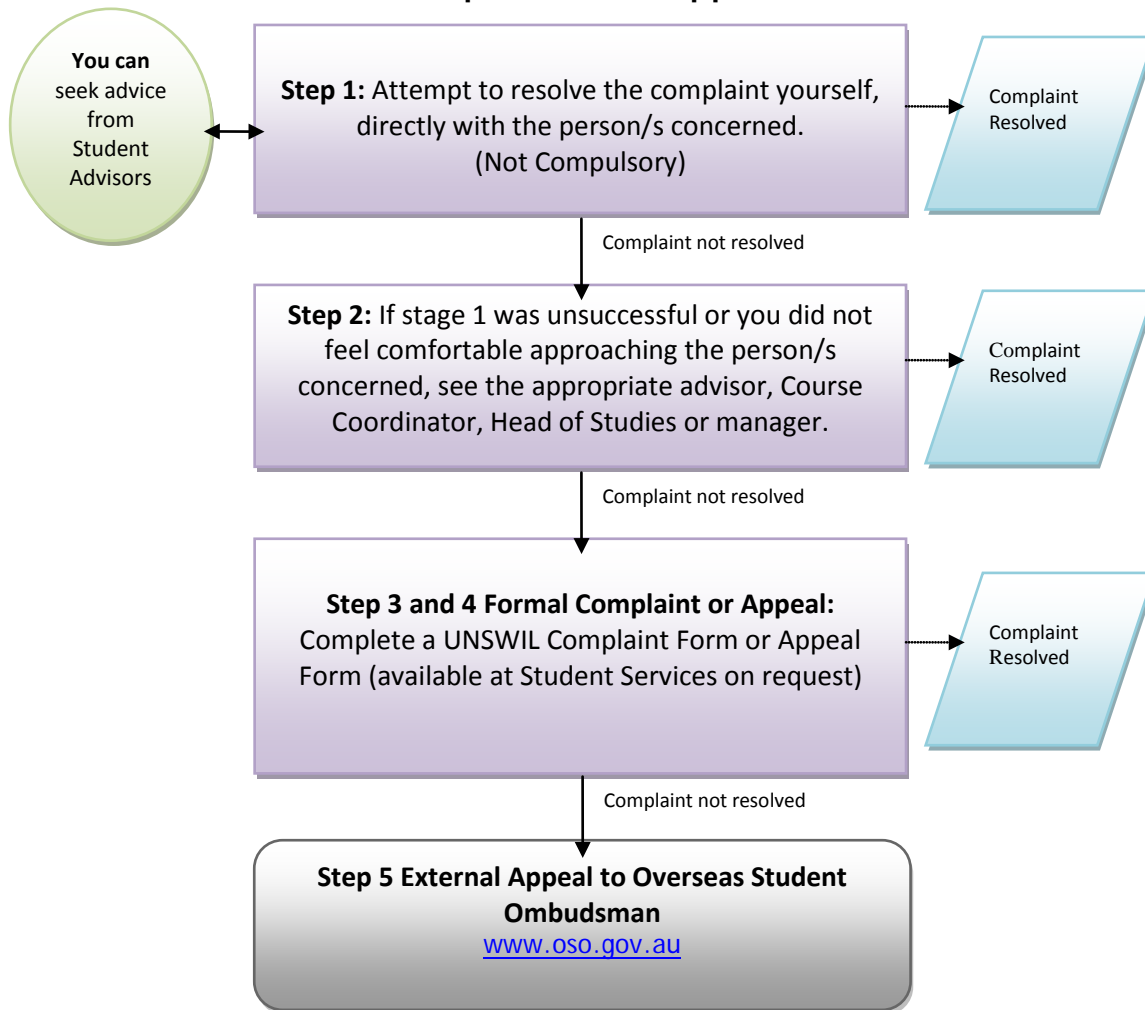 You can
seek advice
from
Student
Advisors
Step 1: Attempt to resolve the complaint yourself,
directly with the person/s concerned.
(Not Compulsory)
Complaint
Resolved
Complaint not resolved
Step 2: If stage 1 was unsuccessful or you did not
feel comfortable approaching the person/s
concerned, see the appropriate advisor, Course
Coordinator, Head of Studies or manager.
Complaint
Resolved
Complaint not resolved
Step 3 and 4 Formal Complaint or Appeal:
Complete a UNSWIL Complaint Form or Appeal
Form (available at Student Services on request)
Complaint
Resolved
Complaint not resolved
Step 5 External Appeal to Overseas Student
Ombudsman
www.oso.gov.au